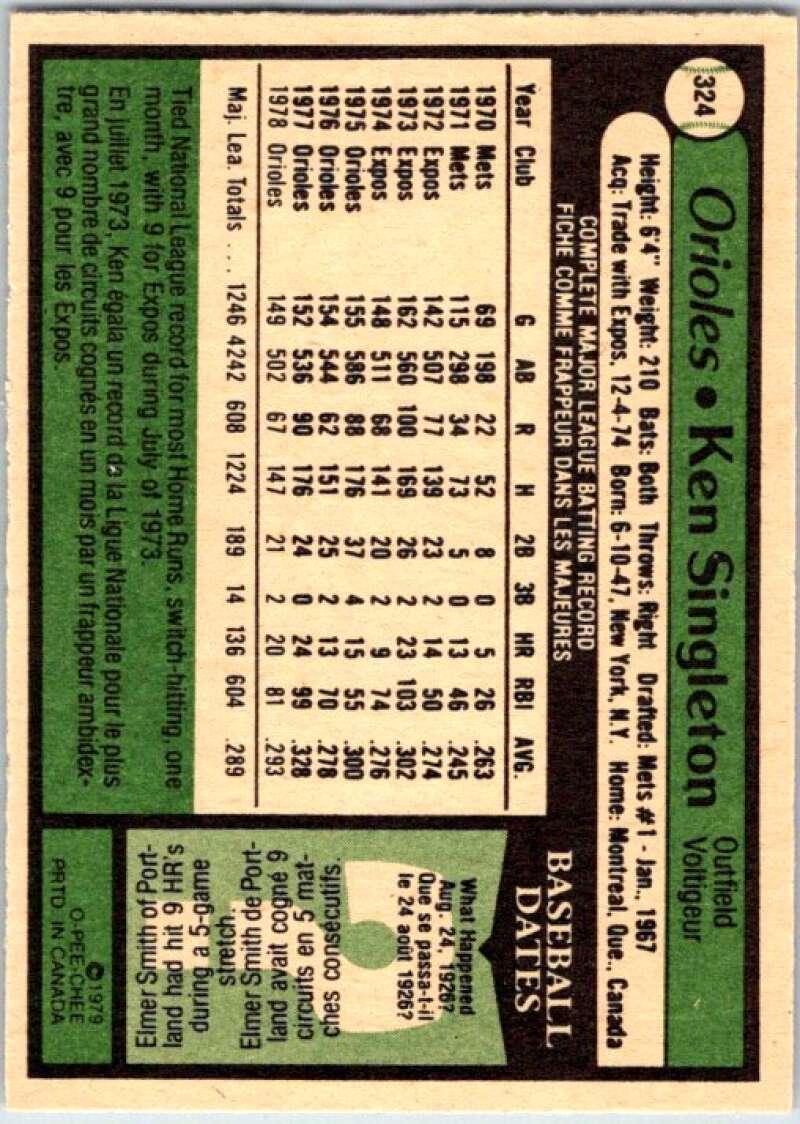 324
Orioles • Ken Singleton
Outfield
Voltigeur
Height: 6'4" Weight: 210 Bats: Both Throws: Right Drafted: Mets #1 - Jan., 1967
Acq: Trade with Expos, 12-4-74 Born: 6-10-47, New York, N.Y. Home: Montreal, Que., Canada
COMPLETE MAJOR LEAGUE BATTING RECORD
FICHE COMME FRAPPEUR DANS LES MAJEURES
Year Club G AB R H 2B 3B HR RBI AVG.
1970 Mets 69 198 22 52 8 0 5 26 .263
1971 Mets 115 298 34 73 5 0 13 46 .245
1972 Expos 142 507 77 139 23 2 14 50 .274
1973 Expos 162 560 100 169 26 2 23 103 .302
1974 Expos 148 511 68 141 20 2 9 74 .276
1975 Orioles 155 586 88 176 37 4 15 55 .300
1976 Orioles 154 544 62 151 25 2 13 70 .278
1977 Orioles 152 536 90 176 24 0 24 99 .328
1978 Orioles 149 502 67 147 21 2 20 81 .293
Maj. Lea. Totals ... 1246 4242 608 1224 189 14 136 604 .289
Tied National League record for most Home Runs, switch-hitting, one
month, with 9 for Expos during July of 1973.
En juillet 1973, Ken égala un record de la Ligue Nationale pour le plus
grand nombre de circuits cognés en un mois par un frappeur ambidex-
tre, avec 9 pour les Expos.
BASEBALL
DATES
What Happened
Aug. 24, 1926?
Que se passa-t-il
le 24 août 1926?
Elmer Smith of Port-
land had hit 9 HR's
during a 5-game
stretch.
Elmer Smith de Port-
land avait cogné 9
circuits en 5 mat-
ches consécutifs.
©1979
O-PEE-CHEE
PRTD. IN CANADA